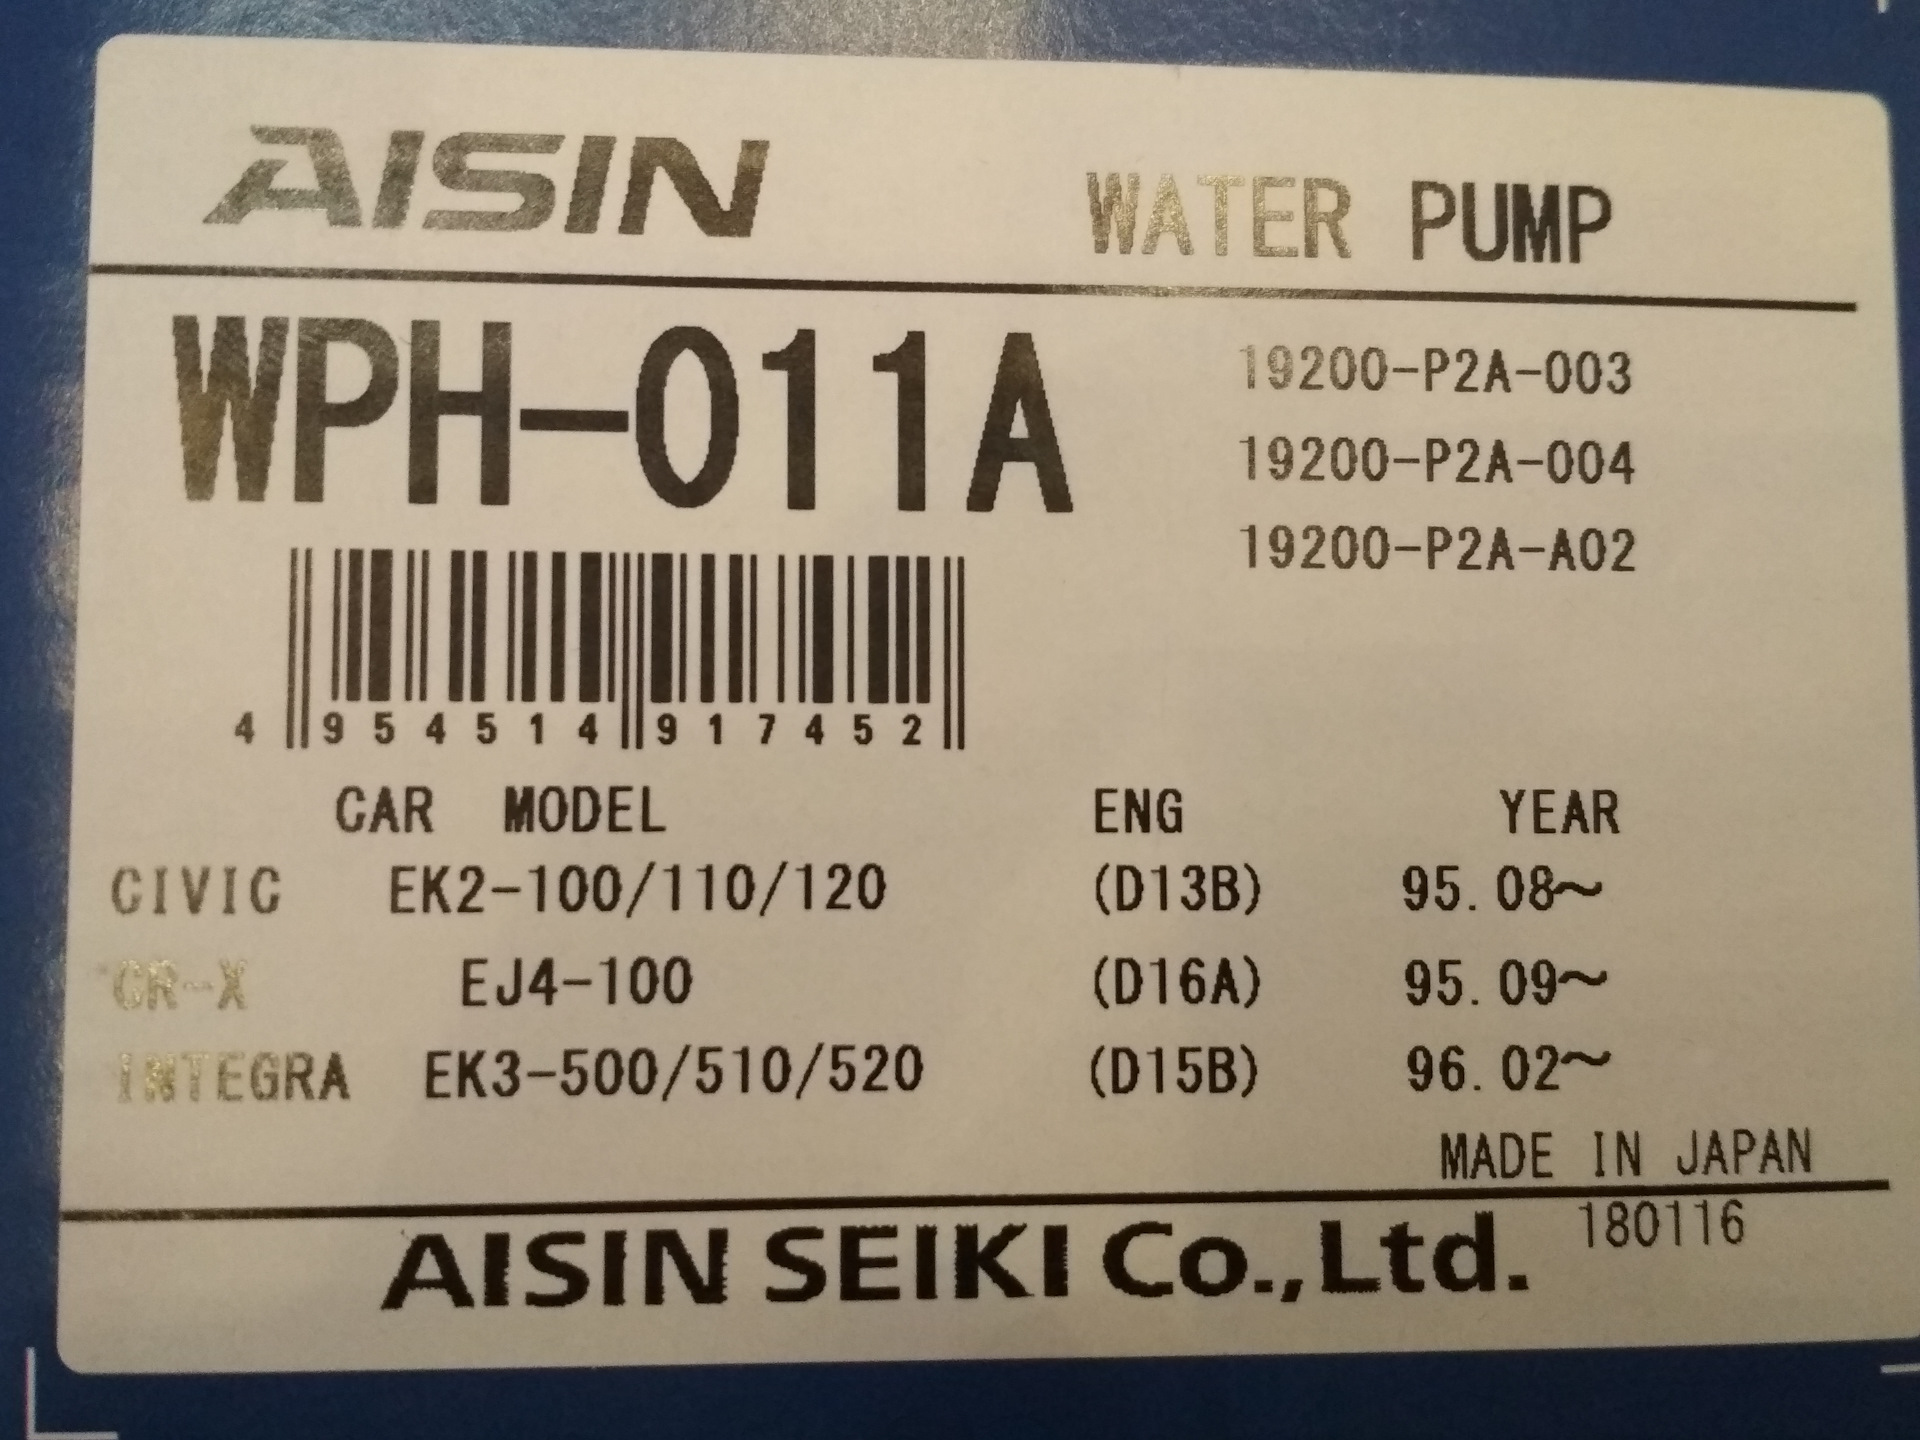 AISIN WATER PUMP
WPH-011A
19200-P2A-003
19200-P2A-004
19200-P2A-A02
4 954514 917452
CAR MODEL ENG YEAR
CIVIC EK2-100/110/120 (D13B) 95.08~
CR-X EJ4-100 (D16A) 95.09~
INTEGRA EK3-500/510/520 (D15B) 96.02~
MADE IN JAPAN
AISIN SEIKI Co.,Ltd. 180116